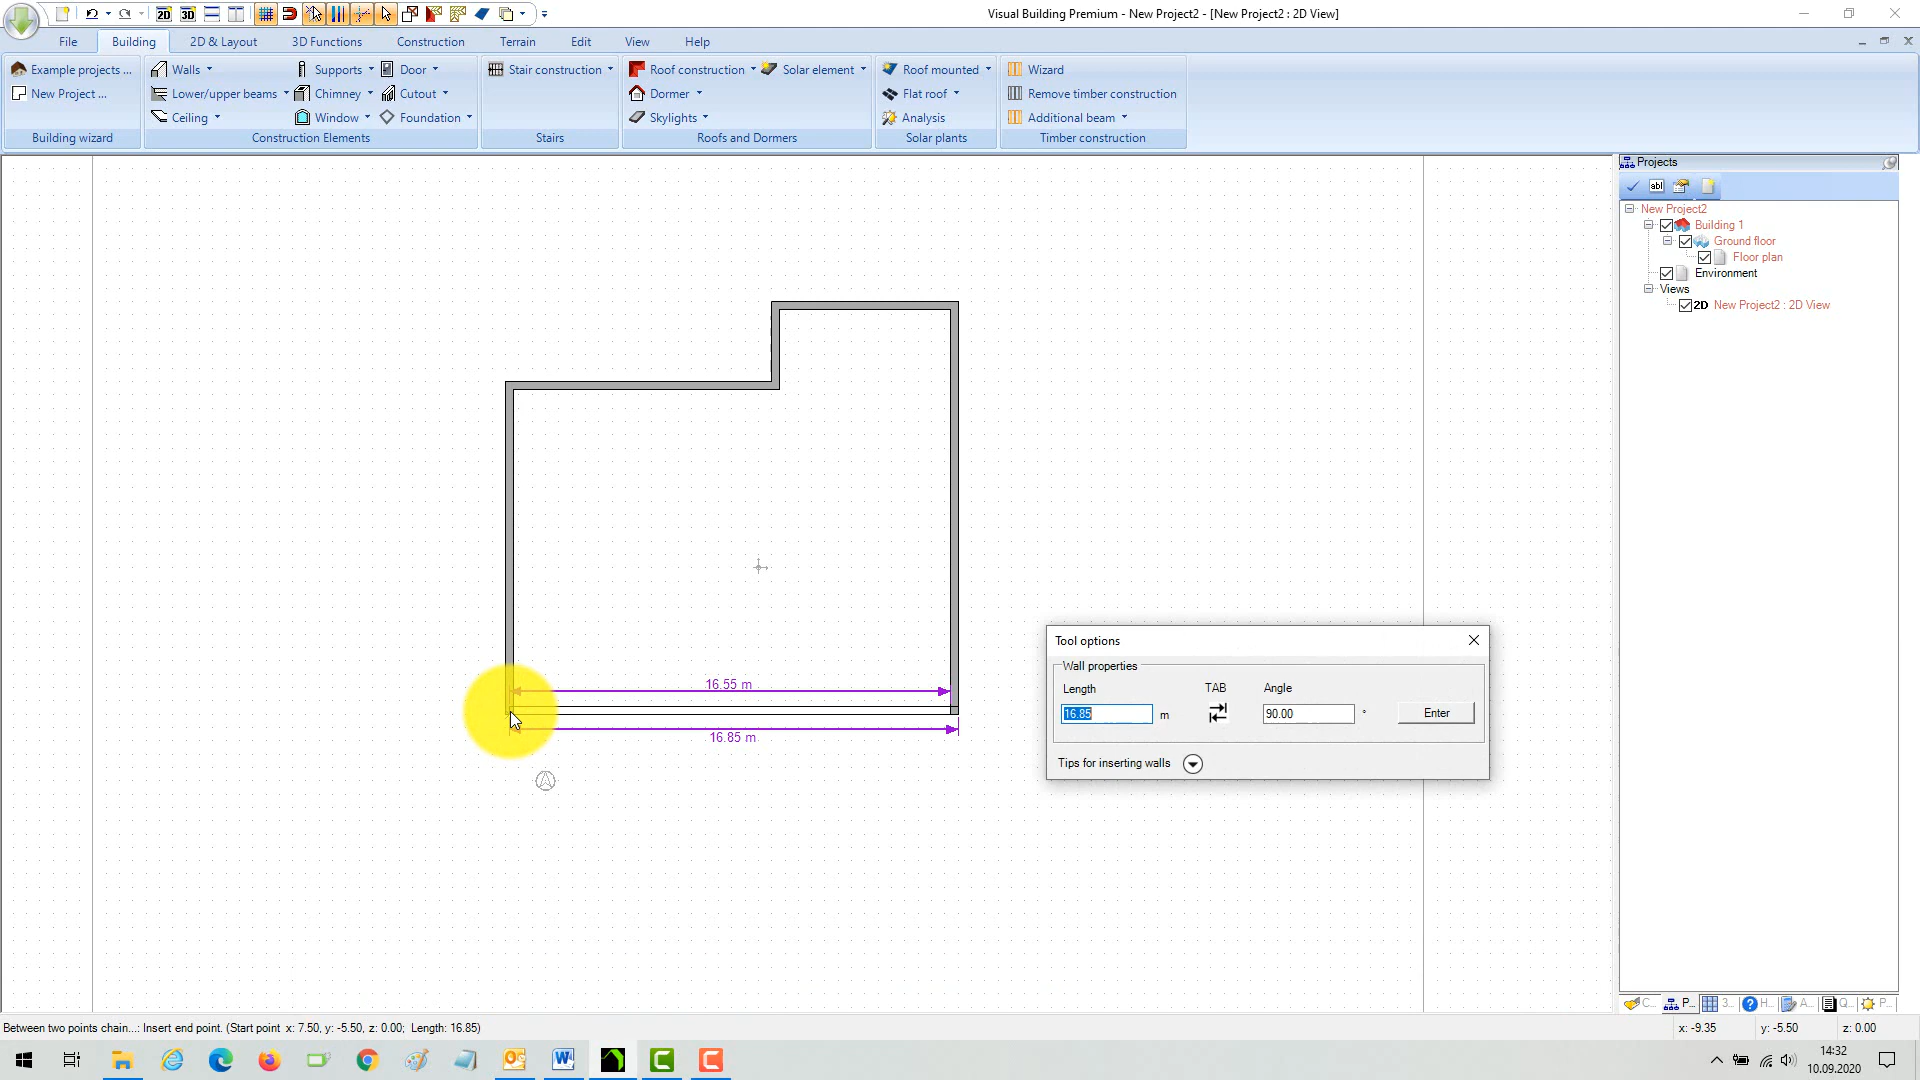 2D 3D
Visual Building Premium - New Project2 - [New Project2 : 2D View]
File Building 2D & Layout 3D Functions Construction Terrain Edit View Help
Example projects ... Walls Supports Door Stair construction Roof construction Solar element Roof mounted Wizard
New Project ... Lower/upper beams Chimney Cutout Dormer Flat roof Remove timber construction
Ceiling Window Foundation Skylights Analysis Additional beam
Building wizard Construction Elements Stairs Roofs and Dormers Solar plants Timber construction
Projects
abl
New Project2
Building 1
Ground floor
Floor plan
Environment
Views
2D New Project2 : 2D View
16.55 m
16.85 m
Tool options
Wall properties
Length TAB Angle
16.85 m 90.00 ° Enter
Tips for inserting walls
C... P... 3... H... A... Q... P...
Between two points chain...: Insert end point. (Start point x: 7.50, y: -5.50, z: 0.00; Length: 16.85)
x: -9.35 y: -5.50 z: 0.00
14:32
10.09.2020